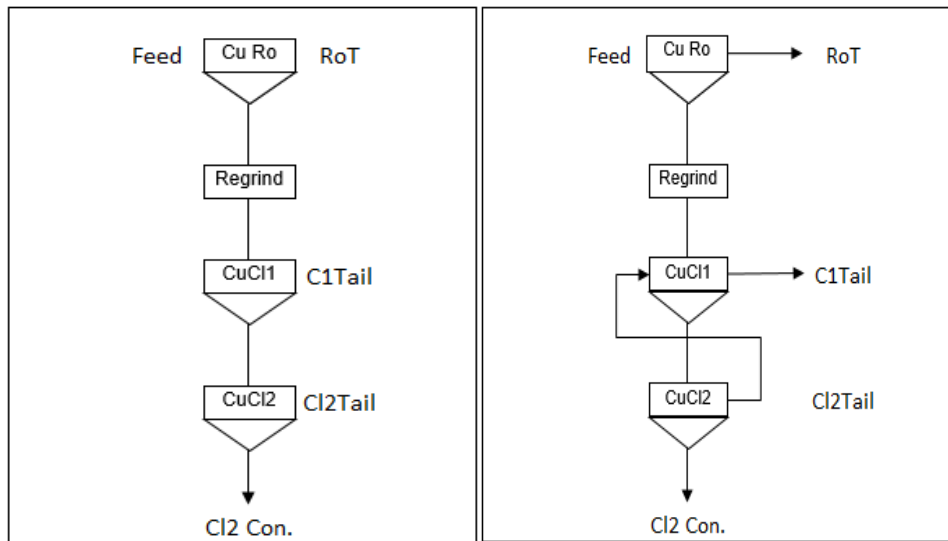 Feed
Cu Ro
RoT
Regrind
CuCl1
C1Tail
CuCl2
Cl2Tail
Cl2 Con.
Feed
Cu Ro
RoT
Regrind
CuCl1
C1Tail
CuCl2
Cl2Tail
Cl2 Con.